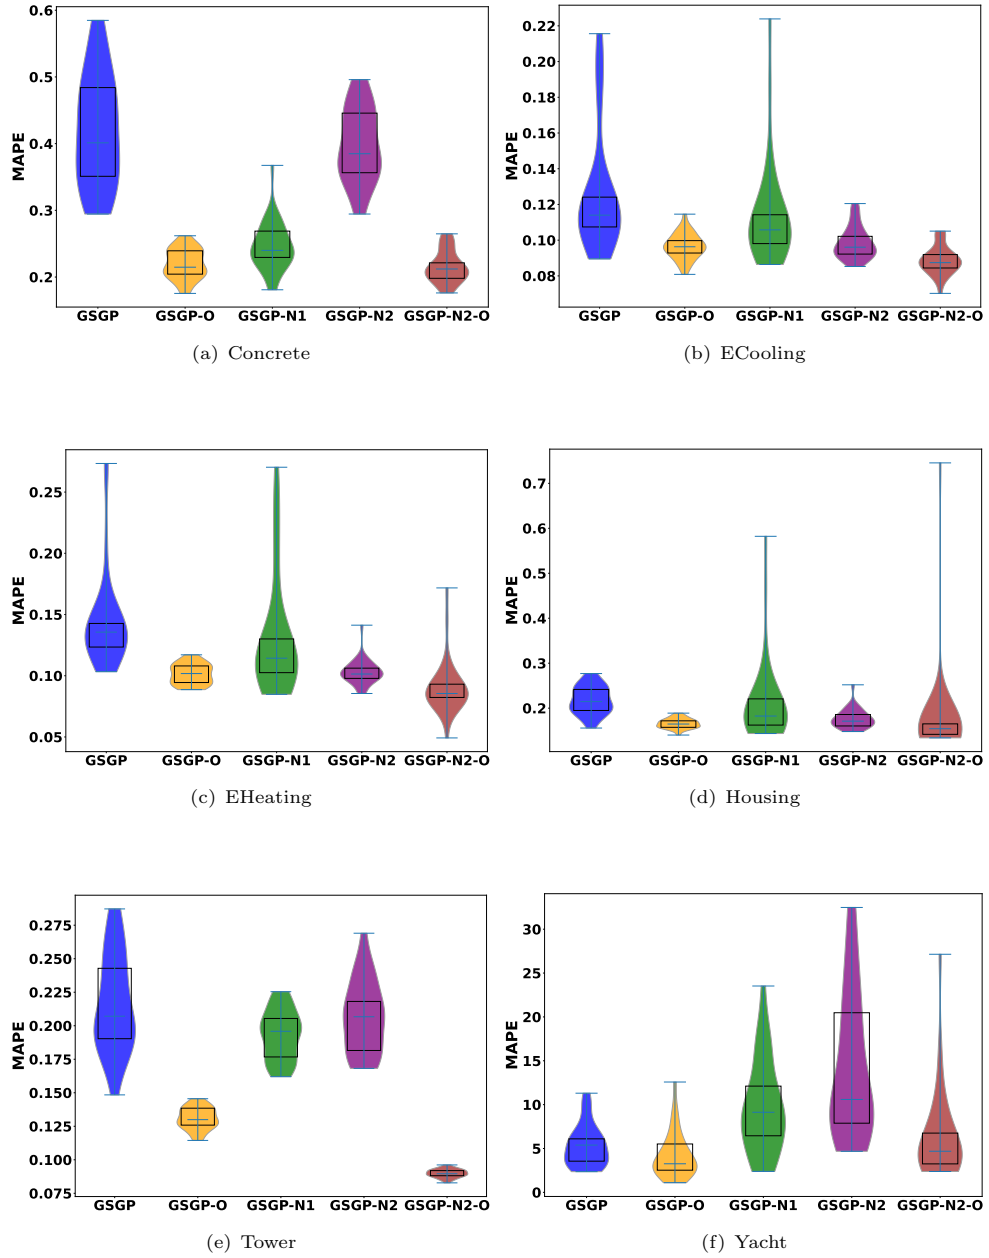 0.6
0.5
0.4
0.3
0.2
MAPE
GSGP GSGP-O GSGP-N1 GSGP-N2 GSGP-N2-O
(a) Concrete
0.22
0.20
0.18
0.16
0.14
0.12
0.10
0.08
MAPE
GSGP GSGP-O GSGP-N1 GSGP-N2 GSGP-N2-O
(b) ECooling
0.25
0.20
0.15
0.10
0.05
MAPE
GSGP GSGP-O GSGP-N1 GSGP-N2 GSGP-N2-O
(c) EHeating
0.7
0.6
0.5
0.4
0.3
0.2
MAPE
GSGP GSGP-O GSGP-N1 GSGP-N2 GSGP-N2-O
(d) Housing
0.275
0.250
0.225
0.200
0.175
0.150
0.125
0.100
0.075
MAPE
GSGP GSGP-O GSGP-N1 GSGP-N2 GSGP-N2-O
(e) Tower
30
25
20
15
10
5
0
MAPE
GSGP GSGP-O GSGP-N1 GSGP-N2 GSGP-N2-O
(f) Yacht